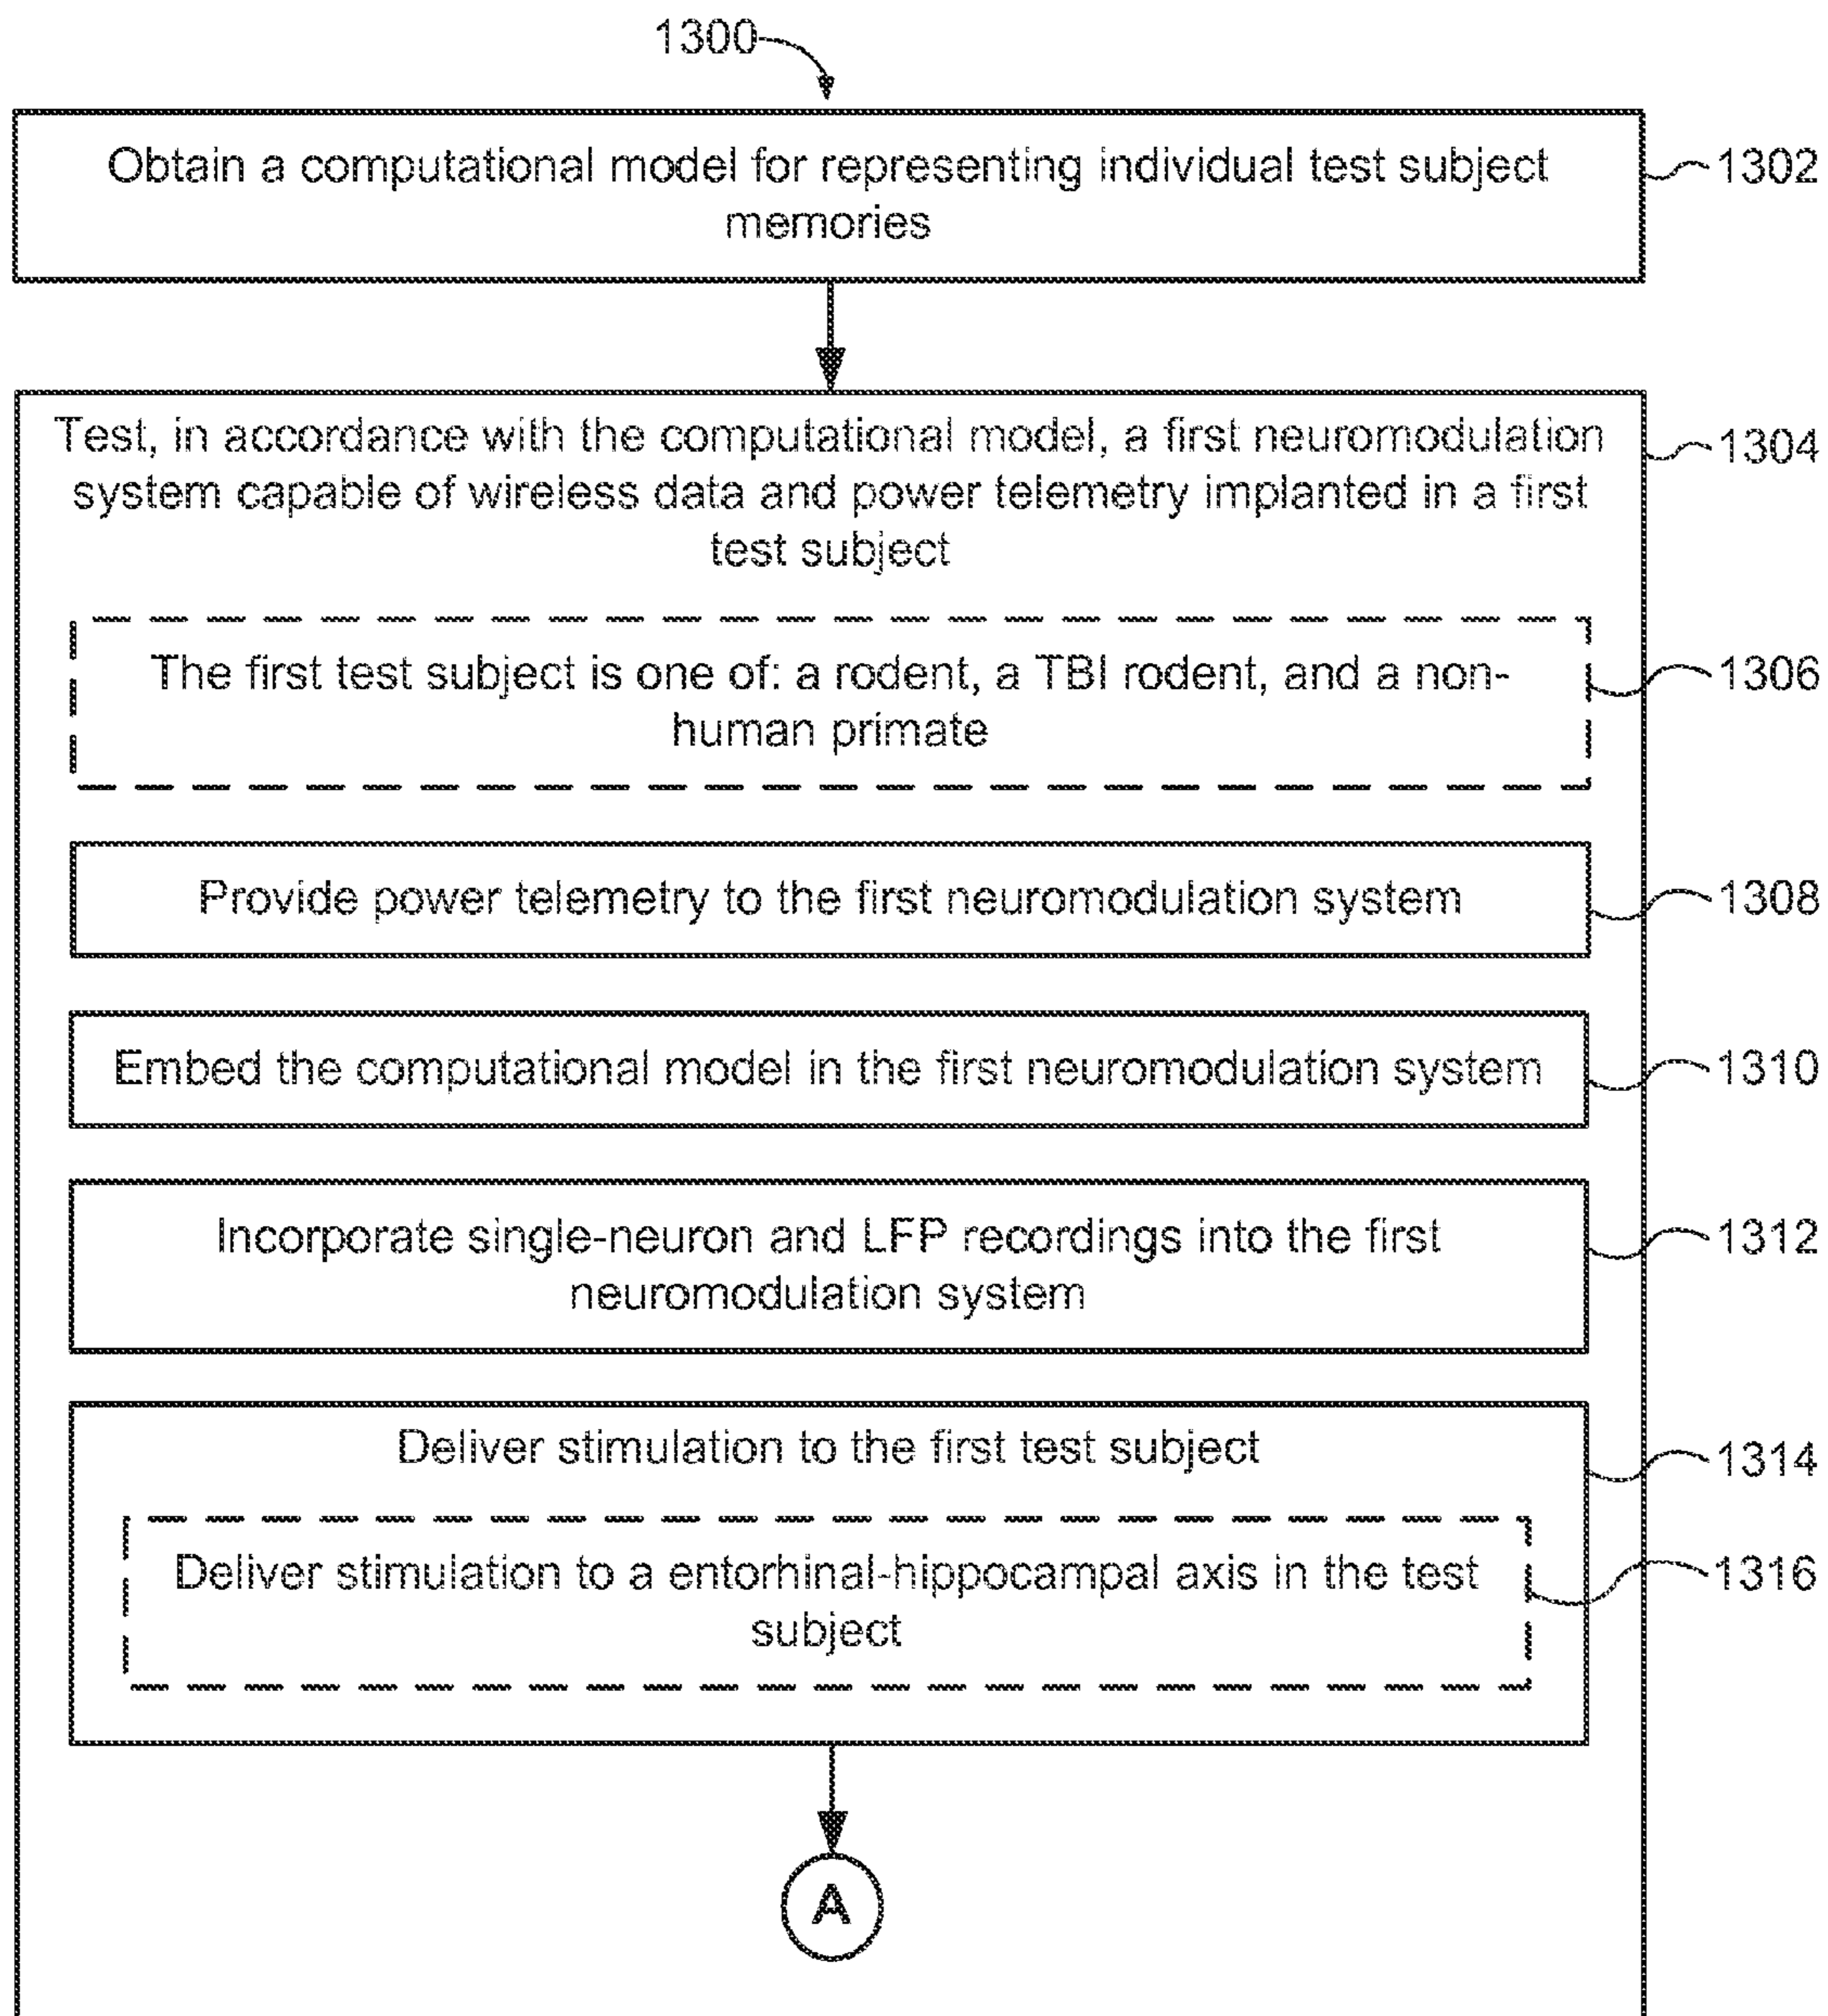 1300
Obtain a computational model for representing individual test subject
memories
1302
Test, in accordance with the computational model, a first neuromodulation
system capable of wireless data and power telemetry implanted in a first
test subject
1304
The first test subject is one of: a rodent, a TBI rodent, and a non-
human primate
1306
Provide power telemetry to the first neuromodulation system
1308
Embed the computational model in the first neuromodulation system
1310
Incorporate single-neuron and LFP recordings into the first
neuromodulation system
1312
Deliver stimulation to the first test subject
1314
Deliver stimulation to a entorhinal-hippocampal axis in the test
subject
1316
A